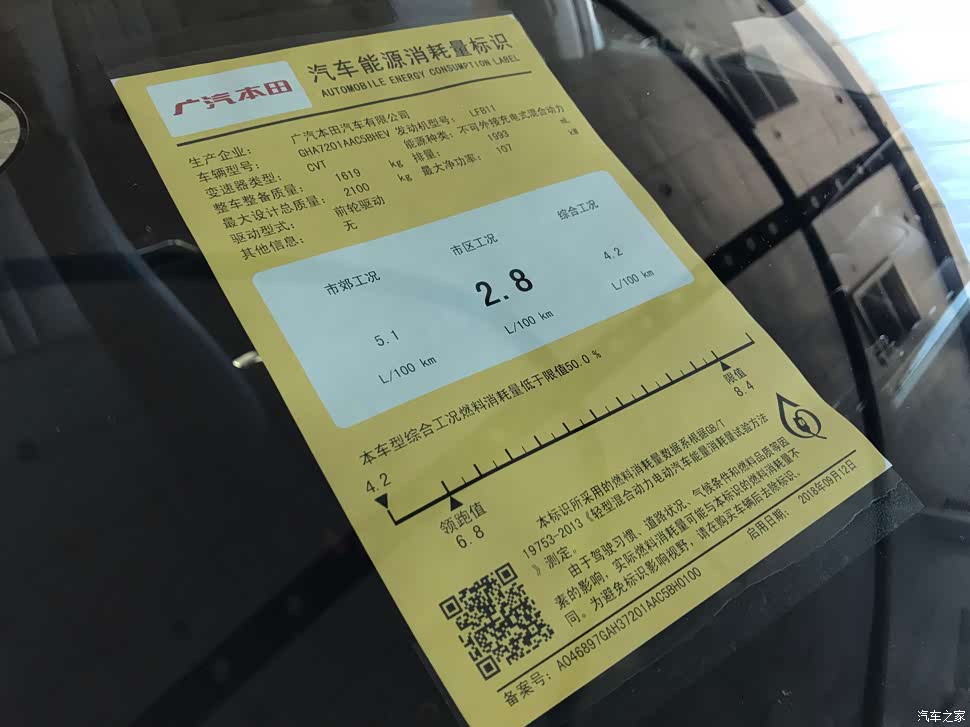 广汽本田
汽车能源消耗量标识
AUTOMOBILE ENERGY CONSUMPTION LABEL
生产企业: 广汽本田汽车有限公司
车辆型号: GHA7201AAC5BHEV 发动机型号: LFB11
变速器类型: CVT 能源种类: 不可外接充电式混合动力
整车整备质量: 1619 kg 排量: 1993 mL
最大设计总质量: 2100 kg 最大净功率: 107 kW
驱动型式: 前轮驱动
其他信息: 无
市郊工况 市区工况 综合工况
5.1 2.8 4.2
L/100 km L/100 km L/100 km
本车型综合工况燃料消耗量低于限值50.0 %
4.2
领跑值
6.8
限值
8.4
本标识所采用的燃料消耗量数据系根据GB/T
19753-2013《轻型混合动力电动汽车能量消耗量试验方法
》测定。
由于驾驶习惯、道路状况、气候条件和燃料品质等因
素的影响,实际燃料消耗量可能与本标识的燃料消耗量不
同。为避免标识影响视野,请在购买车辆后去除标识。
启用日期: 2018年09月12日
备案号: A046897GAH37201AAC5BH0100
汽车之家